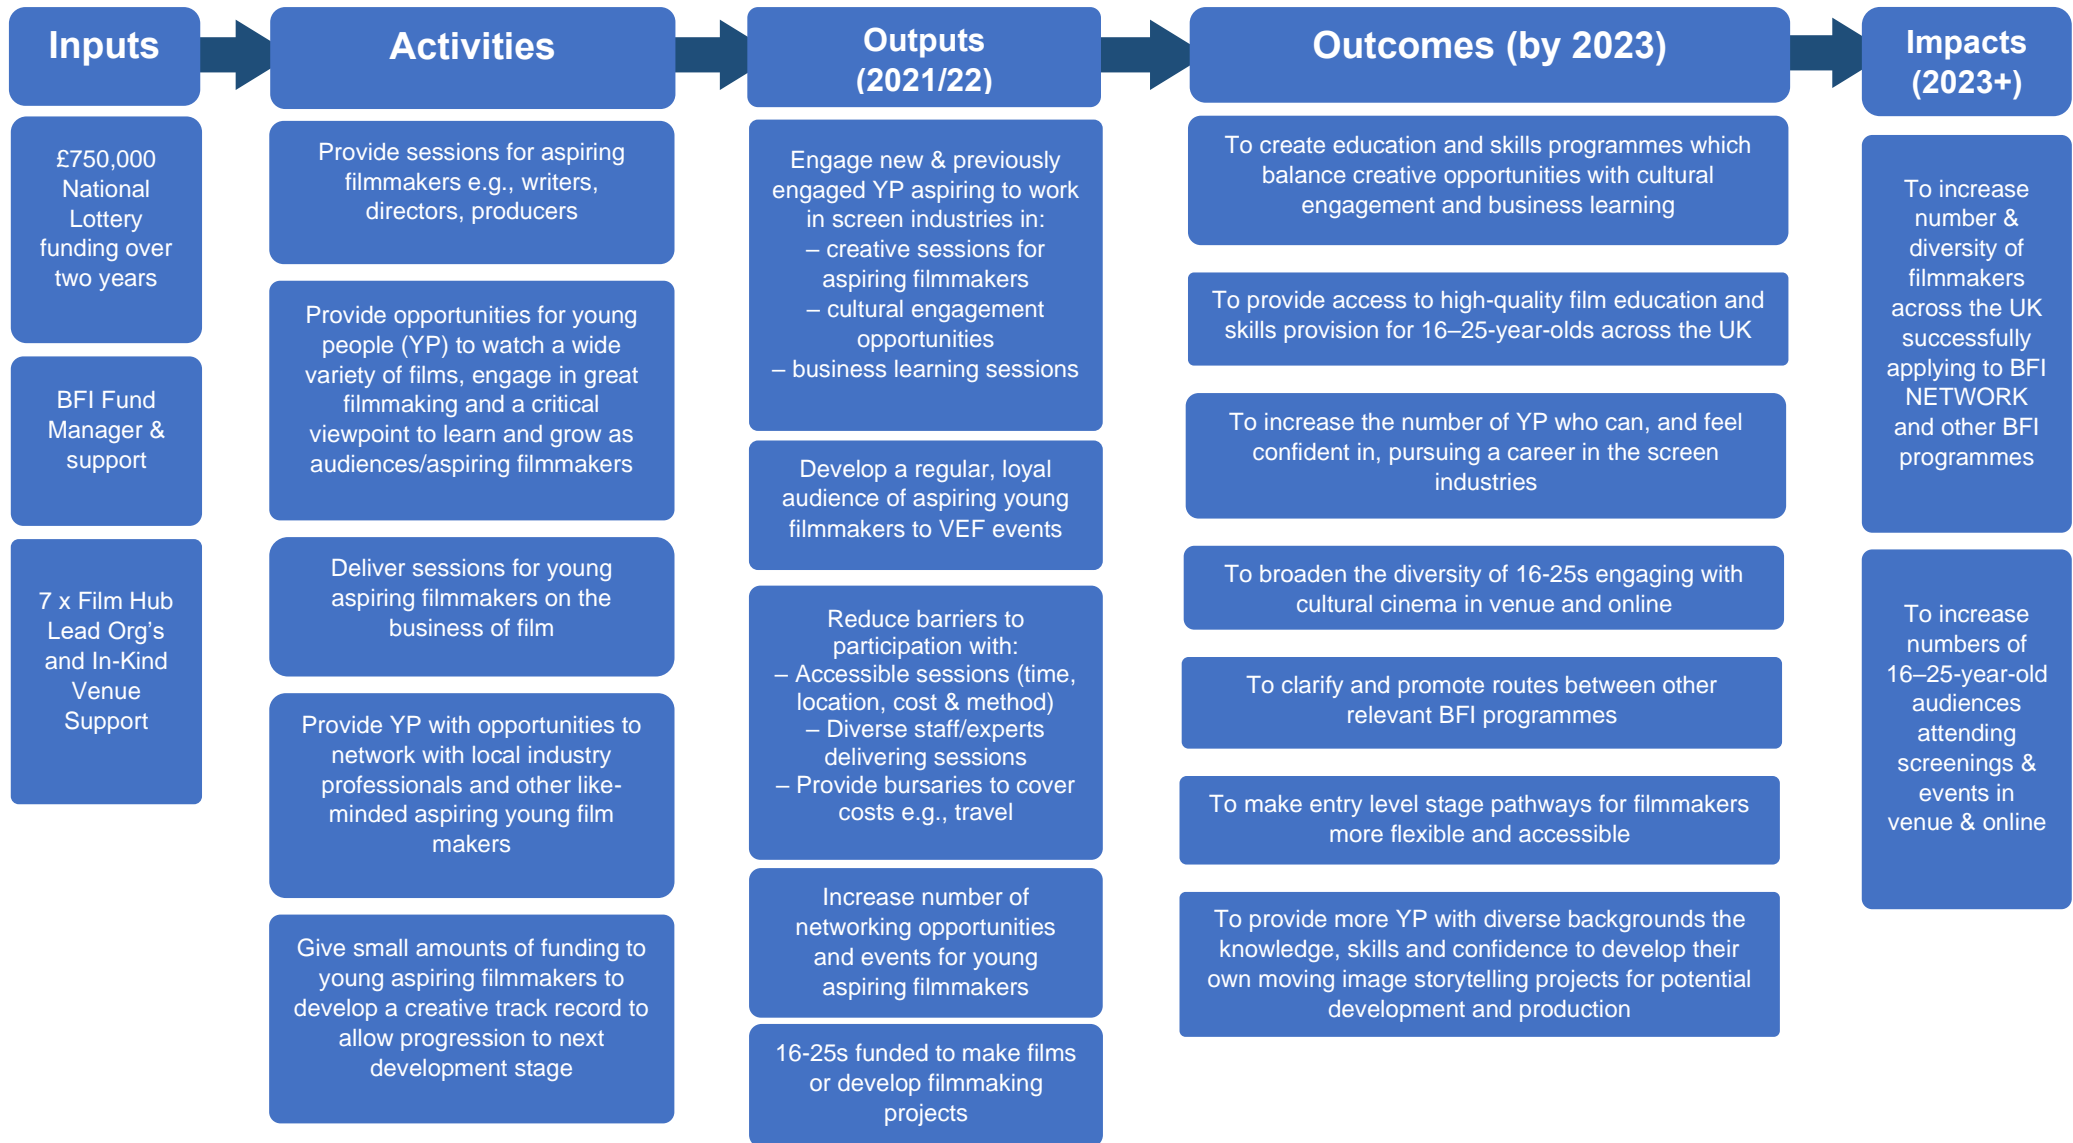 Inputs
Activities
Outputs
(2021/22)
Outcomes (by 2023)
Impacts
(2023+)
£750,000
National
Lottery
funding over
two years
BFI Fund
Manager &
support
7 x Film Hub
Lead Org’s
and In-Kind
Venue
Support
Provide sessions for aspiring
filmmakers e.g., writers,
directors, producers
Provide opportunities for young
people (YP) to watch a wide
variety of films, engage in great
filmmaking and a critical
viewpoint to learn and grow as
audiences/aspiring filmmakers
Deliver sessions for young
aspiring filmmakers on the
business of film
Provide YP with opportunities to
network with local industry
professionals and other like-
minded aspiring young film
makers
Give small amounts of funding to
young aspiring filmmakers to
develop a creative track record to
allow progression to next
development stage
Engage new & previously
engaged YP aspiring to work
in screen industries in:
– creative sessions for
aspiring filmmakers
– cultural engagement
opportunities
– business learning sessions
Develop a regular, loyal
audience of aspiring young
filmmakers to VEF events
Reduce barriers to
participation with:
– Accessible sessions (time,
location, cost & method)
– Diverse staff/experts
delivering sessions
– Provide bursaries to cover
costs e.g., travel
Increase number of
networking opportunities
and events for young
aspiring filmmakers
16-25s funded to make films
or develop filmmaking
projects
To create education and skills programmes which
balance creative opportunities with cultural
engagement and business learning
To provide access to high-quality film education and
skills provision for 16–25-year-olds across the UK
To increase the number of YP who can, and feel
confident in, pursuing a career in the screen
industries
To broaden the diversity of 16-25s engaging with
cultural cinema in venue and online
To clarify and promote routes between other
relevant BFI programmes
To make entry level stage pathways for filmmakers
more flexible and accessible
To provide more YP with diverse backgrounds the
knowledge, skills and confidence to develop their
own moving image storytelling projects for potential
development and production
To increase
number &
diversity of
filmmakers
across the UK
successfully
applying to BFI
NETWORK
and other BFI
programmes
To increase
numbers of
16–25-year-old
audiences
attending
screenings &
events in
venue & online